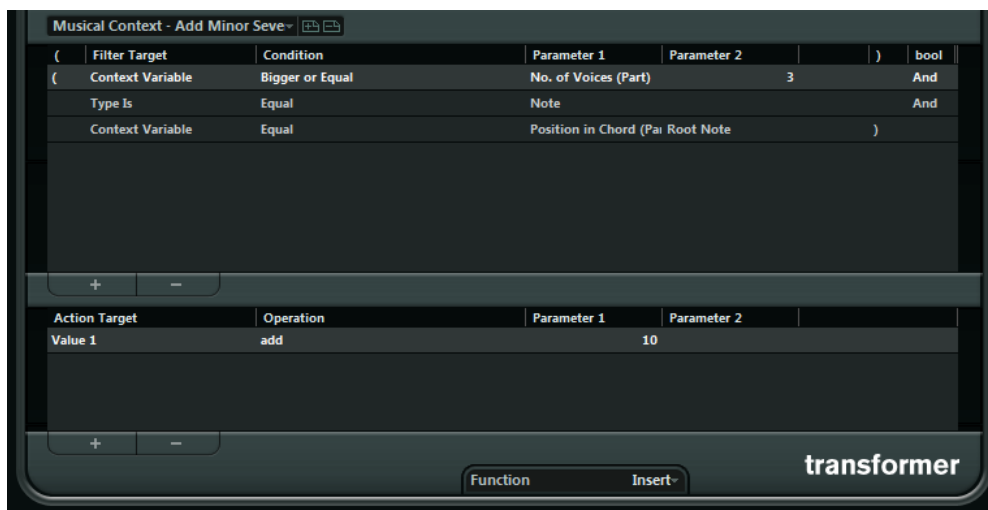 Musical Context - Add Minor Seve
( Filter Target Condition Parameter 1 Parameter 2 ) bool
( Context Variable Bigger or Equal No. of Voices (Part) 3 And
Type Is Equal Note And
Context Variable Equal Position in Chord (Pa Root Note )
+ −
Action Target Operation Parameter 1 Parameter 2
Value 1 add 10
+ −
transformer
Function Insert